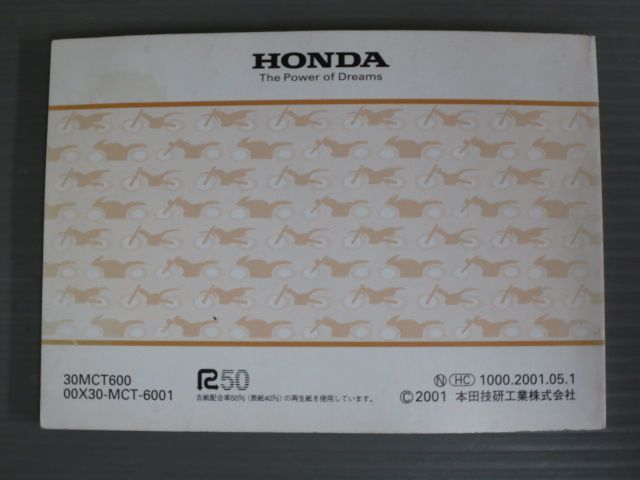 HONDA
The Power of Dreams
30MCT600
00X30-MCT-6001
R50
古紙配合率50%(表紙40%)の再生紙を使用しています。
Ⓝ HC 1000.2001.05.1
©2001 本田技研工業株式会社